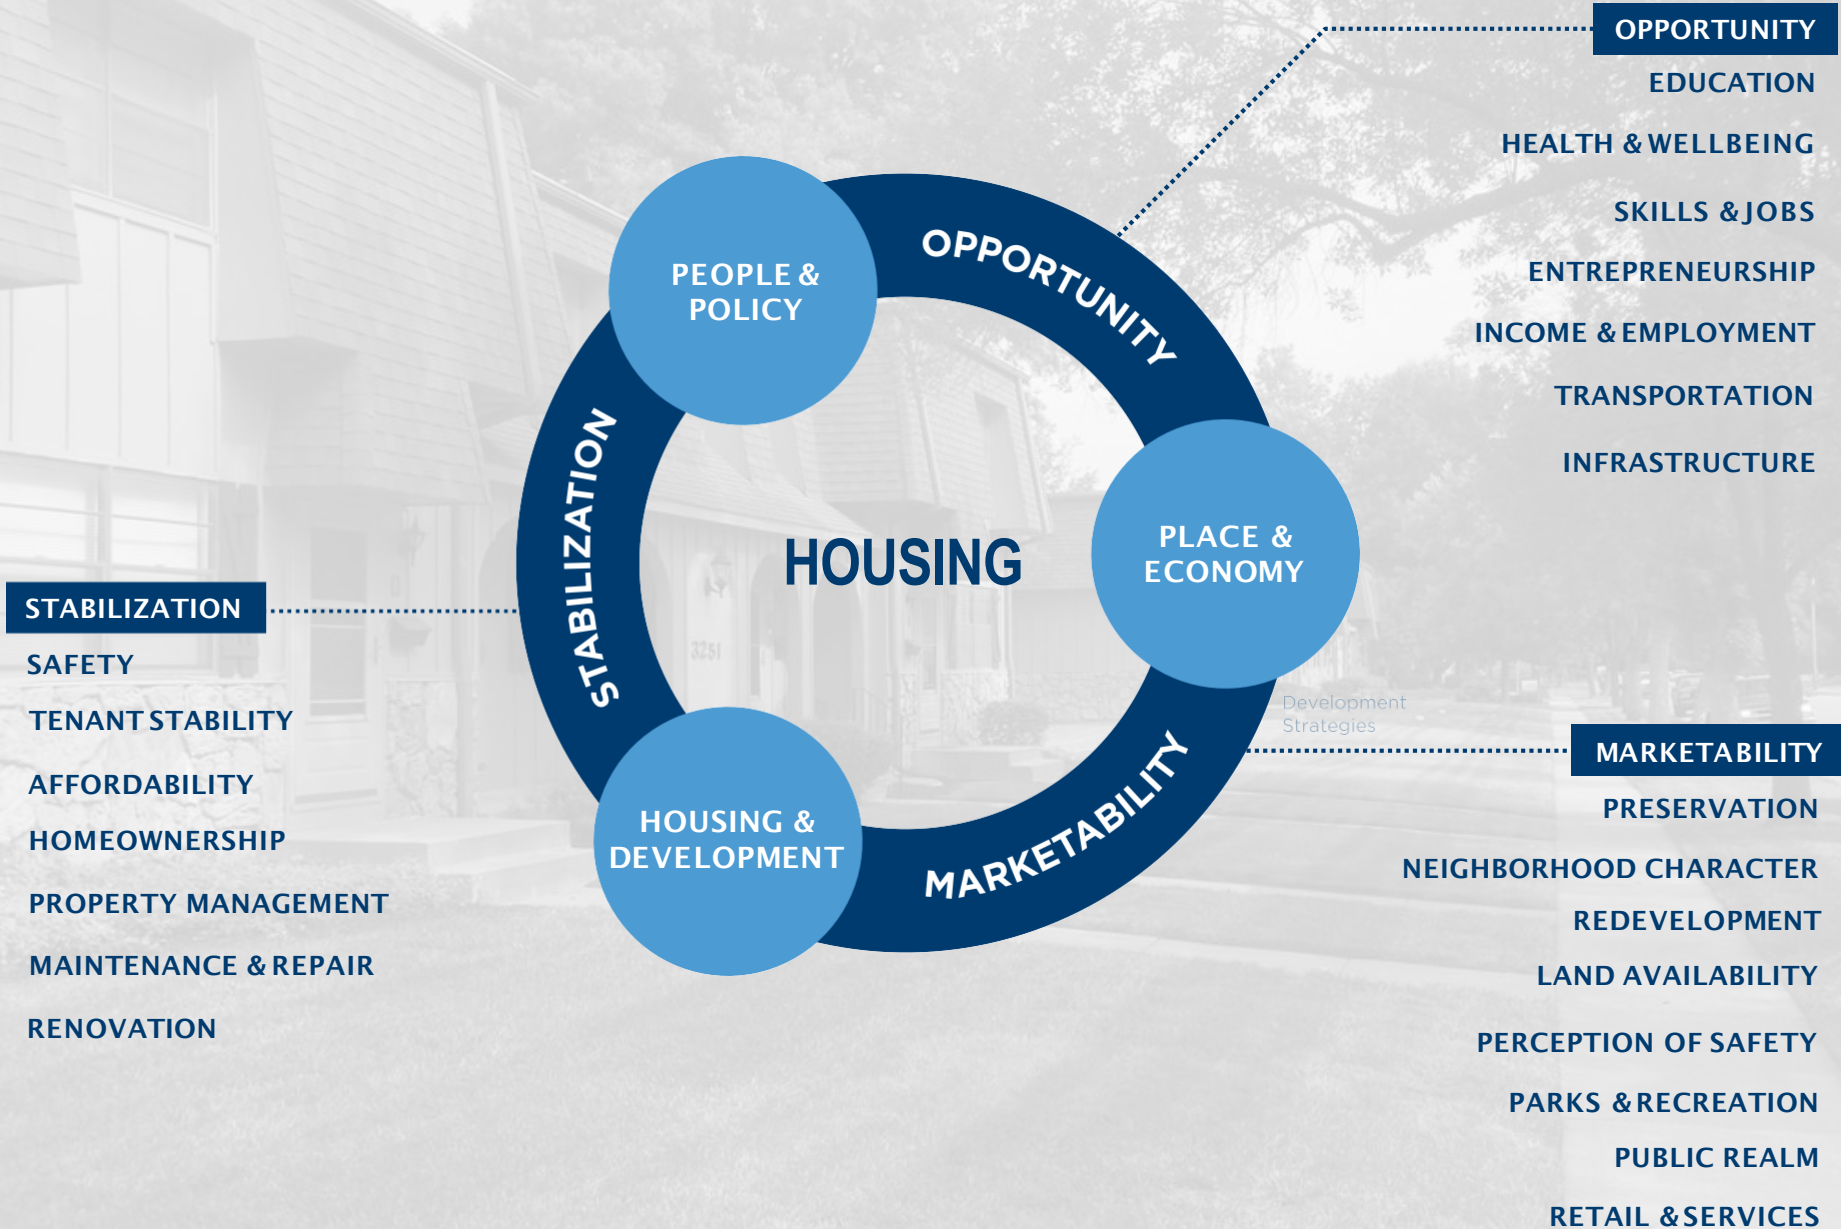 OPPORTUNITY
EDUCATION
HEALTH & WELLBEING
SKILLS & JOBS
ENTREPRENEURSHIP
INCOME & EMPLOYMENT
TRANSPORTATION
INFRASTRUCTURE
PEOPLE &
POLICY
OPPORTUNITY
PLACE &
ECONOMY
HOUSING
STABILIZATION
HOUSING &
DEVELOPMENT
MARKETABILITY
3251
Development
Strategies
STABILIZATION
SAFETY
TENANT STABILITY
AFFORDABILITY
HOMEOWNERSHIP
PROPERTY MANAGEMENT
MAINTENANCE & REPAIR
RENOVATION
MARKETABILITY
PRESERVATION
NEIGHBORHOOD CHARACTER
REDEVELOPMENT
LAND AVAILABILITY
PERCEPTION OF SAFETY
PARKS & RECREATION
PUBLIC REALM
RETAIL & SERVICES